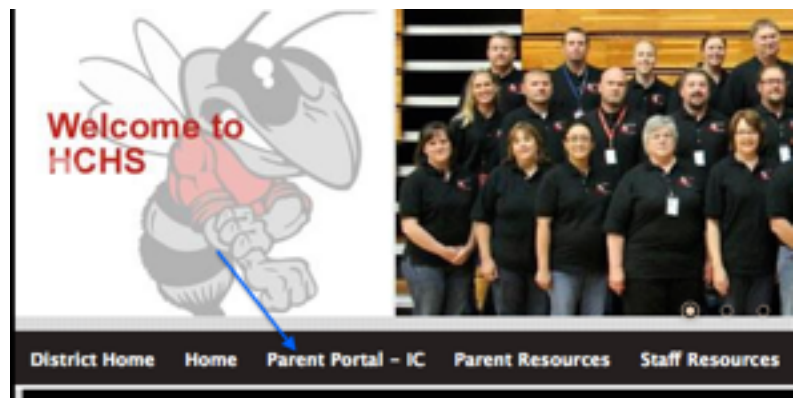 Welcome to
HCHS
District Home Home Parent Portal - IC Parent Resources Staff Resources